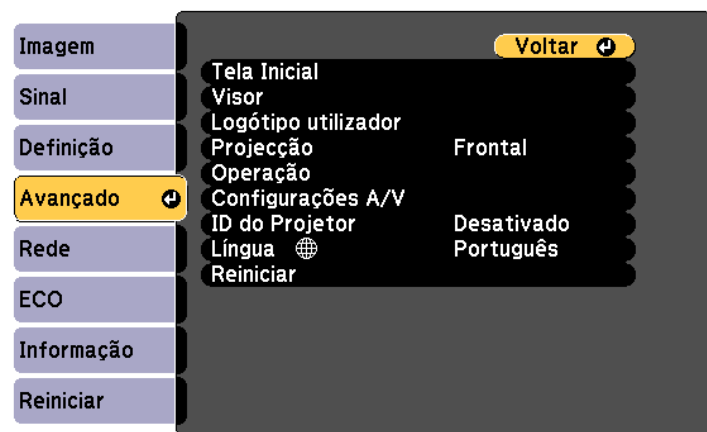 Imagem
Sinal
Definição
Avançado
Rede
ECO
Informação
Reiniciar
Voltar
Tela Inicial
Visor
Logótipo utilizador
Projecção Frontal
Operação
Configurações A/V
ID do Projetor Desativado
Língua Português
Reiniciar